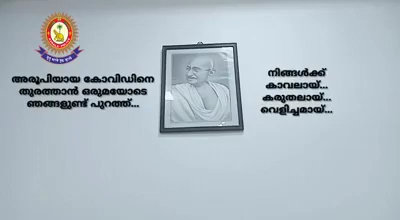 അരൂപിയായ കോവിഡിനെ
തുരത്താൻ ഒരുമയോടെ
ഞങ്ങളുണ്ട് പുറത്ത്...
നിങ്ങൾക്ക്
കാവലായ്...
കരുതലായ്...
വെളിച്ചമായ്...